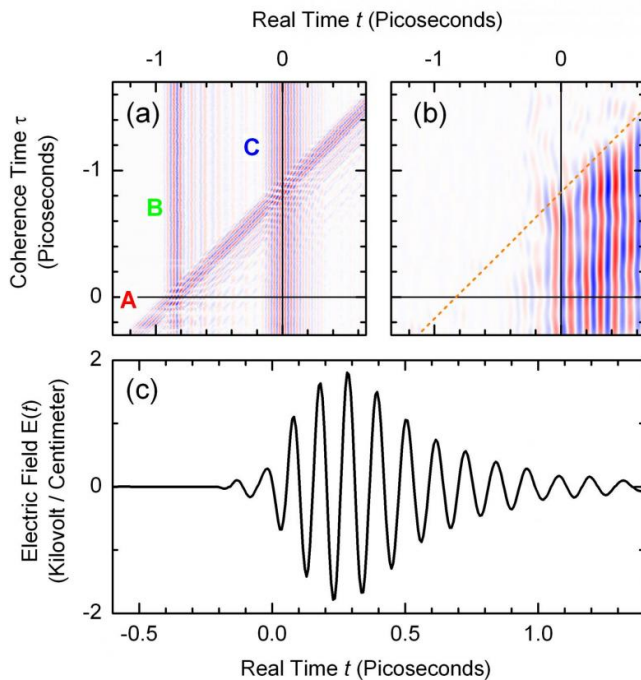 Real Time t (Picoseconds)
-1 0 -1 0
(a) (b)
C
B
A
-1
0
Coherence Time τ
(Picoseconds)
2
0
-2
(c)
Electric Field E(t)
(Kilovolt / Centimeter)
-0.5 0.0 0.5 1.0
Real Time t (Picoseconds)